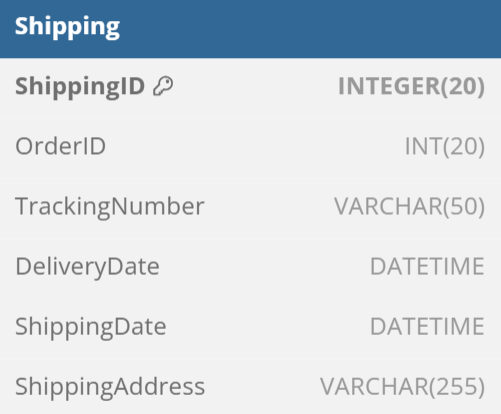 Shipping
ShippingID INTEGER(20)
OrderID INT(20)
TrackingNumber VARCHAR(50)
DeliveryDate DATETIME
ShippingDate DATETIME
ShippingAddress VARCHAR(255)